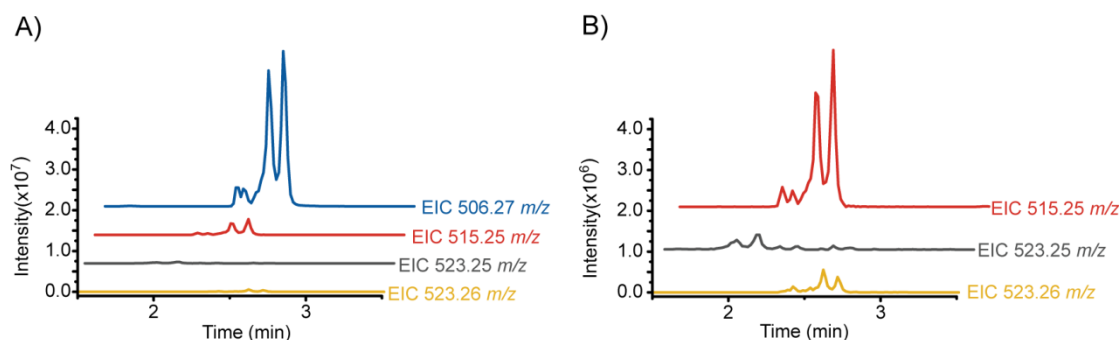 A)
Intensity(x10⁷)
4.0
3.0
2.0
1.0
0.0
2
3
Time (min)
EIC 506.27 m/z
EIC 515.25 m/z
EIC 523.25 m/z
EIC 523.26 m/z
B)
Intensity(x10⁶)
4.0
3.0
2.0
1.0
0.0
2
3
Time (min)
EIC 515.25 m/z
EIC 523.25 m/z
EIC 523.26 m/z